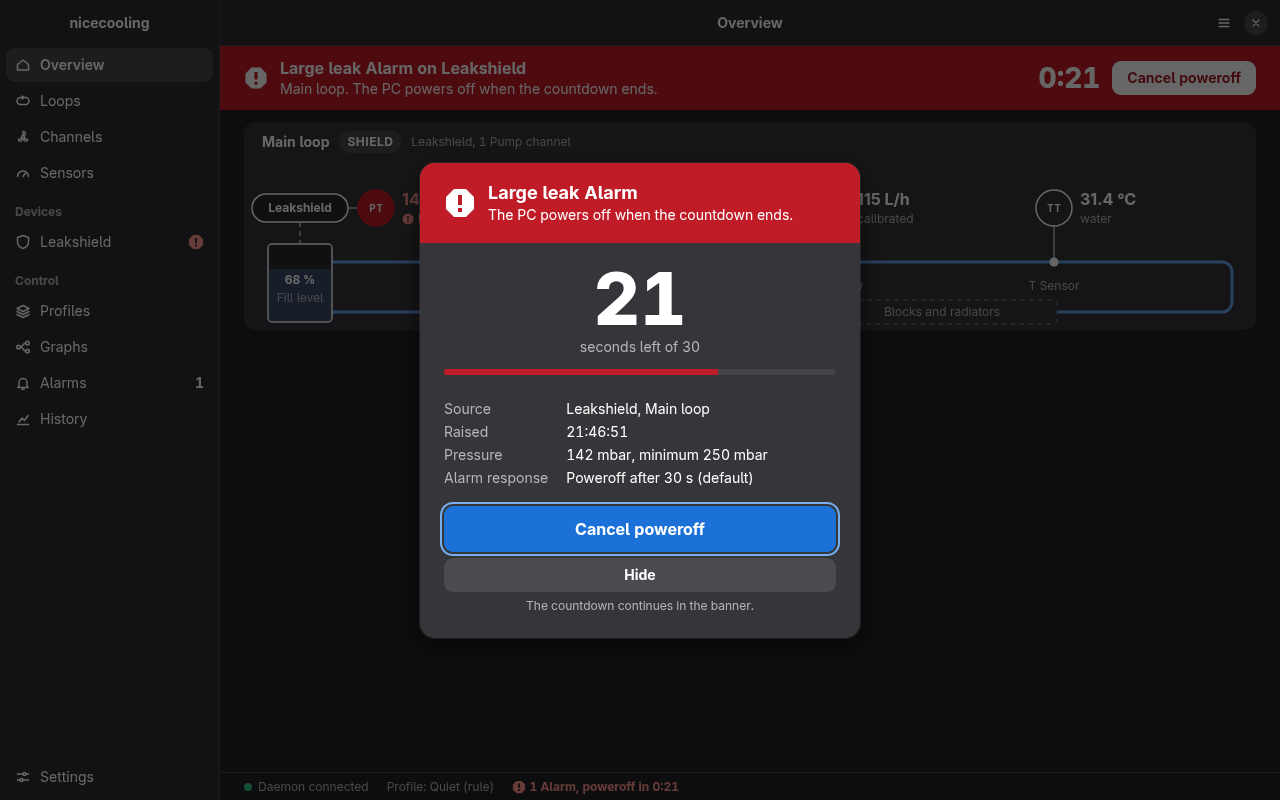 nicecooling
Overview
Overview
Loops
Channels
Sensors
Devices
Leakshield
Control
Profiles
Graphs
Alarms 1
History
Settings
Large leak Alarm on Leakshield
Main loop. The PC powers off when the countdown ends.
0:21
Cancel poweroff
Main loop SHIELD Leakshield, 1 Pump channel
Leakshield
PT
14
68 %
Fill level
115 L/h
calibrated
TT
31.4 °C
water
T Sensor
Blocks and radiators
Large leak Alarm
The PC powers off when the countdown ends.
21
seconds left of 30
Source Leakshield, Main loop
Raised 21:46:51
Pressure 142 mbar, minimum 250 mbar
Alarm response Poweroff after 30 s (default)
Cancel poweroff
Hide
The countdown continues in the banner.
Daemon connected Profile: Quiet (rule) 1 Alarm, poweroff in 0:21